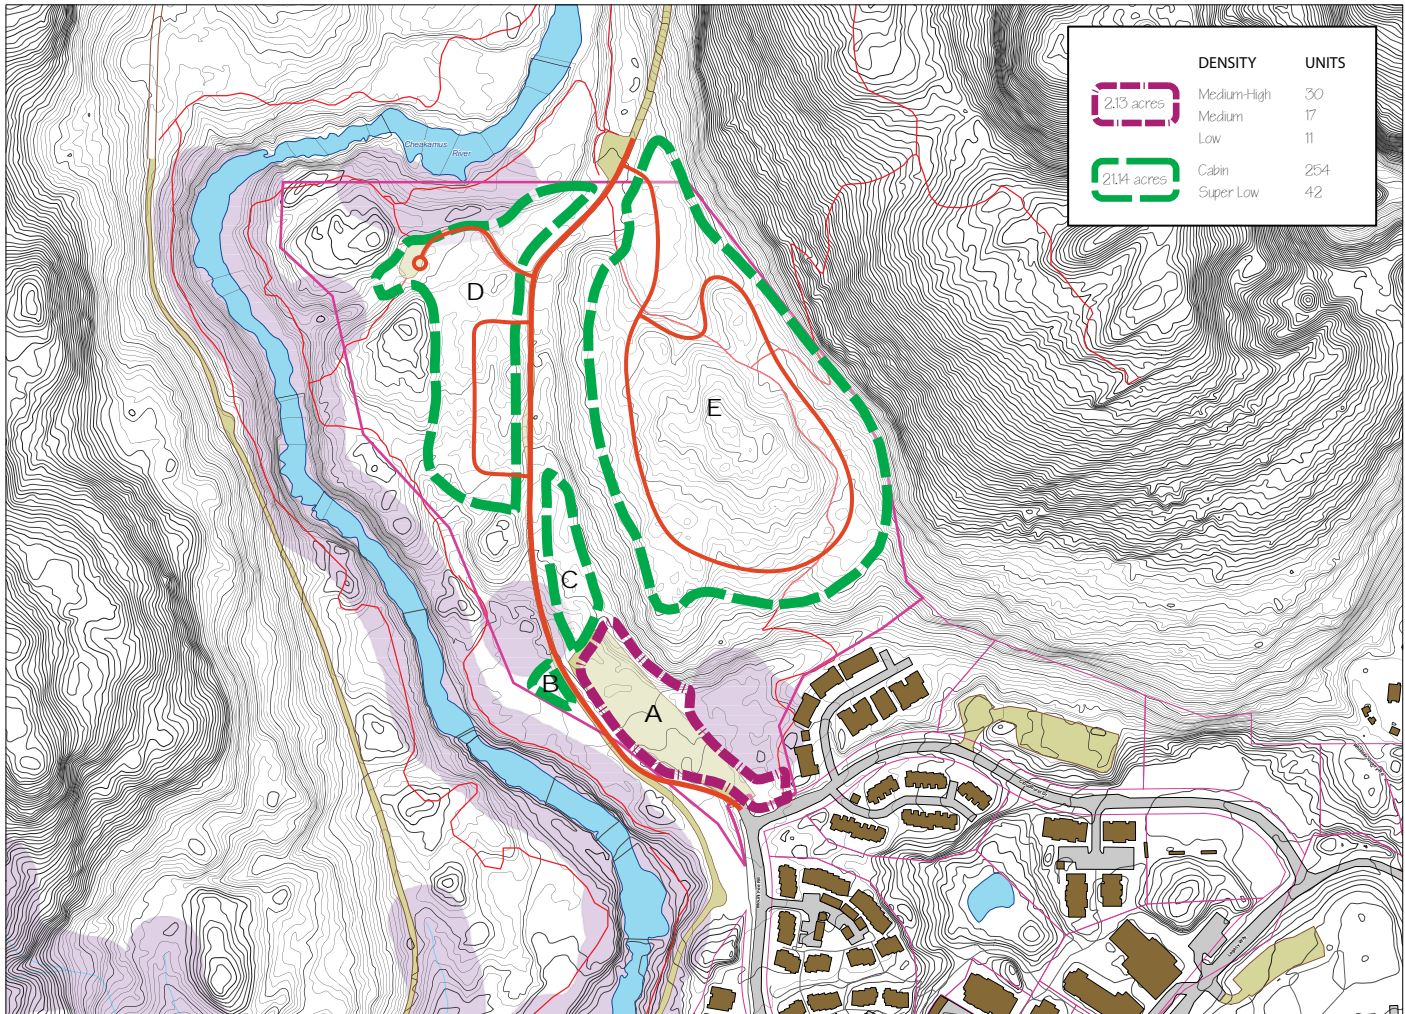 DENSITY UNITS
2.13 acres Medium-High 30
Medium 17
Low 11
21.14 acres Cabin 254
Super Low 42
Cheakamus
River
D
E
C
B
A